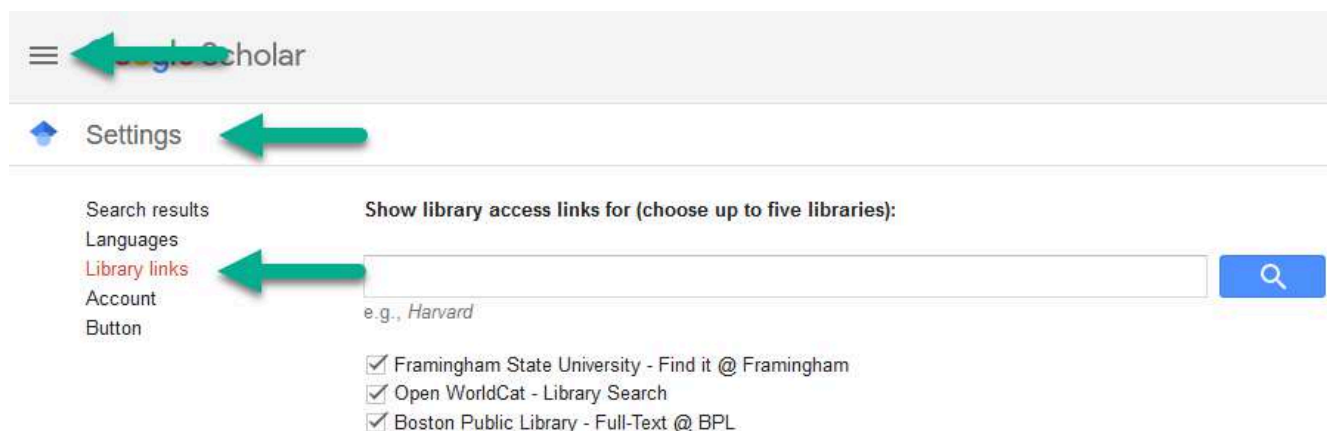 Scholar
Settings
Search results
Languages
Library links
Account
Button
Show library access links for (choose up to five libraries):
e.g., Harvard
Framingham State University - Find it @ Framingham
Open WorldCat - Library Search
Boston Public Library - Full-Text @ BPL